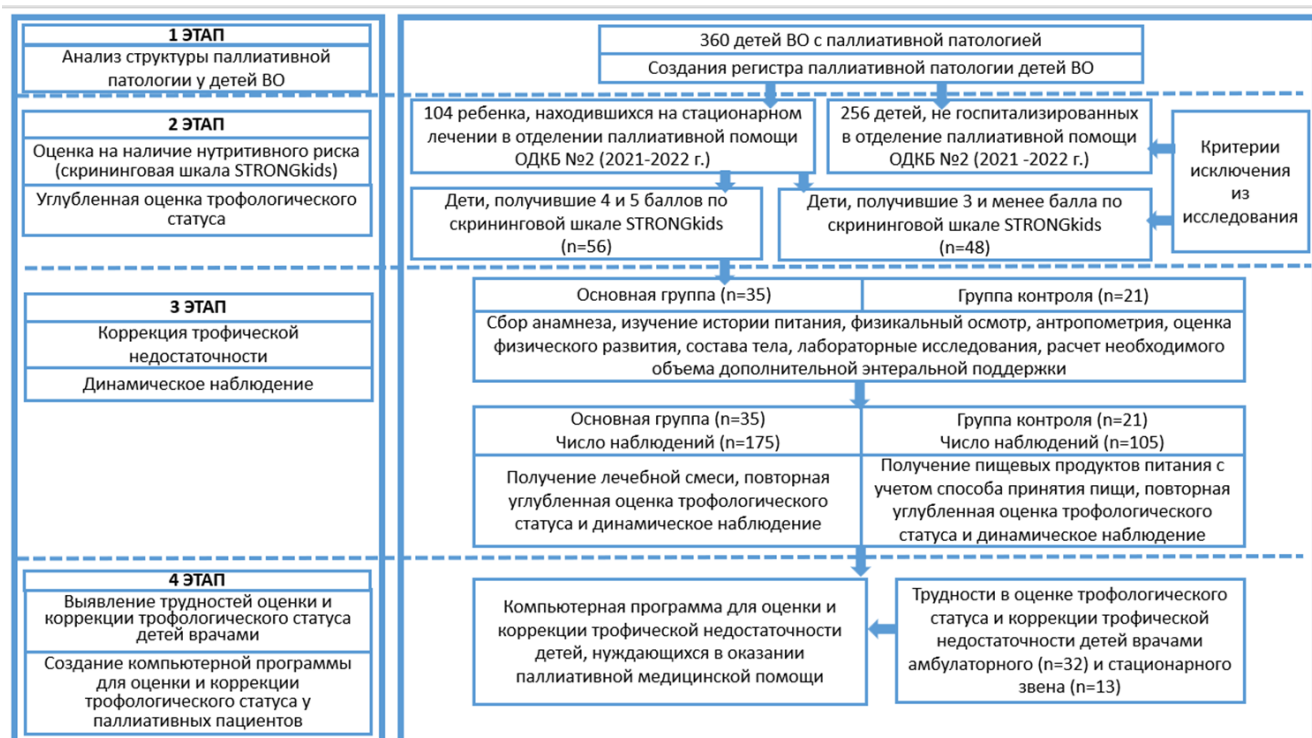 1 ЭТАП
Анализ структуры паллиативной
патологии у детей ВО
360 детей ВО с паллиативной патологией
Создания регистра паллиативной патологии детей ВО
2 ЭТАП
Оценка на наличие нутритивного риска
(скрининговая шкала STRONGkids)
Углубленная оценка трофологического
статуса
104 ребенка, находившихся на стационарном
лечении в отделении паллиативной помощи
ОДКБ №2 (2021-2022 г.)
256 детей, не госпитализированных
в отделение паллиативной помощи
ОДКБ №2 (2021 -2022 г.)
Критерии
исключения
из
исследования
Дети, получившие 4 и 5 баллов по
скрининговой шкале STRONGkids
(n=56)
Дети, получившие 3 и менее балла по
скрининговой шкале STRONGkids
(n=48)
3 ЭТАП
Коррекция трофической
недостаточности
Динамическое наблюдение
Основная группа (n=35)
Группа контроля (n=21)
Сбор анамнеза, изучение истории питания, физикальный осмотр, антропометрия, оценка
физического развития, состава тела, лабораторные исследования, расчет необходимого
объема дополнительной энтеральной поддержки
Основная группа (n=35)
Число наблюдений (n=175)
Группа контроля (n=21)
Число наблюдений (n=105)
Получение лечебной смеси, повторная
углубленная оценка трофологического
статуса и динамическое наблюдение
Получение пищевых продуктов питания с
учетом способа принятия пищи, повторная
углубленная оценка трофологического
статуса и динамическое наблюдение
4 ЭТАП
Выявление трудностей оценки и
коррекции трофологического статуса
детей врачами
Создание компьютерной программы
для оценки и коррекции
трофологического статуса у
паллиативных пациентов
Компьютерная программа для оценки и
коррекции трофической недостаточности
детей, нуждающихся в оказании
паллиативной медицинской помощи
Трудности в оценке трофологического
статуса и коррекции трофической
недостаточности детей врачами
амбулаторного (n=32) и стационарного
звена (n=13)